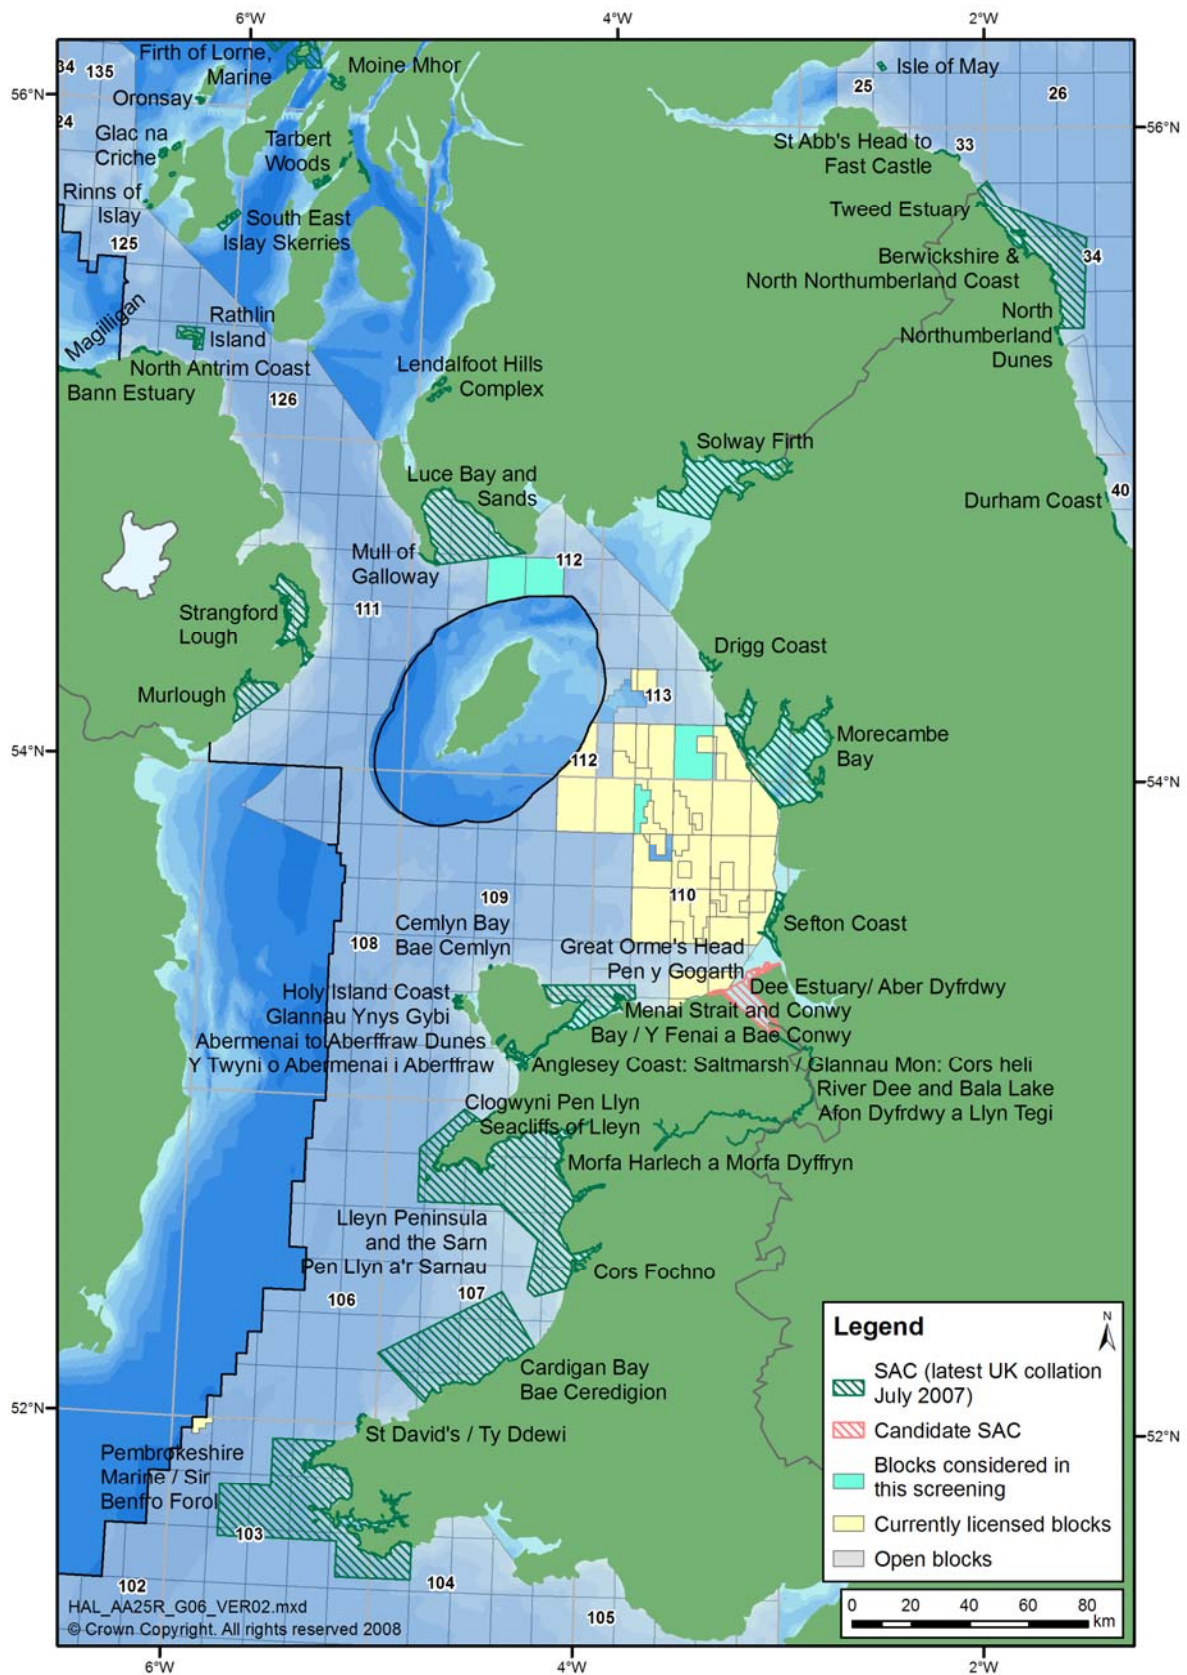 6°W
4°W
2°W
Firth of Lorne,
Marine
Moine Mhor
Isle of May
34
135
25
26
56°N
Oronsay
24
Glac na
Criche
Tarbert
Woods
St Abb's Head to
Fast Castle
33
56°N
Rinns of
Islay
South East
Islay Skerries
Tweed Estuary
125
Berwickshire &
North Northumberland Coast
34
Magilligan
Rathlin
Island
North
Northumberland
Dunes
North Antrim Coast
Lendalfoot Hills
Complex
Bann Estuary
126
Solway Firth
Luce Bay and
Sands
Durham Coast
40
Mull of
Galloway
112
111
Strangford
Lough
Drigg Coast
Murlough
113
54°N
112
Morecambe
Bay
54°N
109
110
Cemlyn Bay
Bae Cemlyn
108
Sefton Coast
Great Orme's Head
Pen y Gogarth
Dee Estuary/ Aber Dyfrdwy
Holy Island Coast
Glannau Ynys Gybi
Menai Strait and Conwy
Bay / Y Fenai a Bae Conwy
Abermenai to Aberffraw Dunes
Y Twyni o Abermenai i Aberffraw
Anglesey Coast: Saltmarsh / Glannau Mon: Cors heli
River Dee and Bala Lake
Afon Dyfrdwy a Llyn Tegi
Clogwyni Pen Llyn
Seacliffs of Lleyn
Morfa Harlech a Morfa Dyffryn
Lleyn Peninsula
and the Sarn
Pen Llyn a'r Sarnau
Cors Fochno
106
107
Cardigan Bay
Bae Ceredigion
52°N
St David's / Ty Ddewi
52°N
Pembrokeshire
Marine / Sir
Benfro Forol
103
102
104
105
HAL_AA25R_G06_VER02.mxd
© Crown Copyright. All rights reserved 2008
Legend
N
SAC (latest UK collation
July 2007)
Candidate SAC
Blocks considered in
this screening
Currently licensed blocks
Open blocks
0 20 40 60 80
km
6°W
4°W
2°W